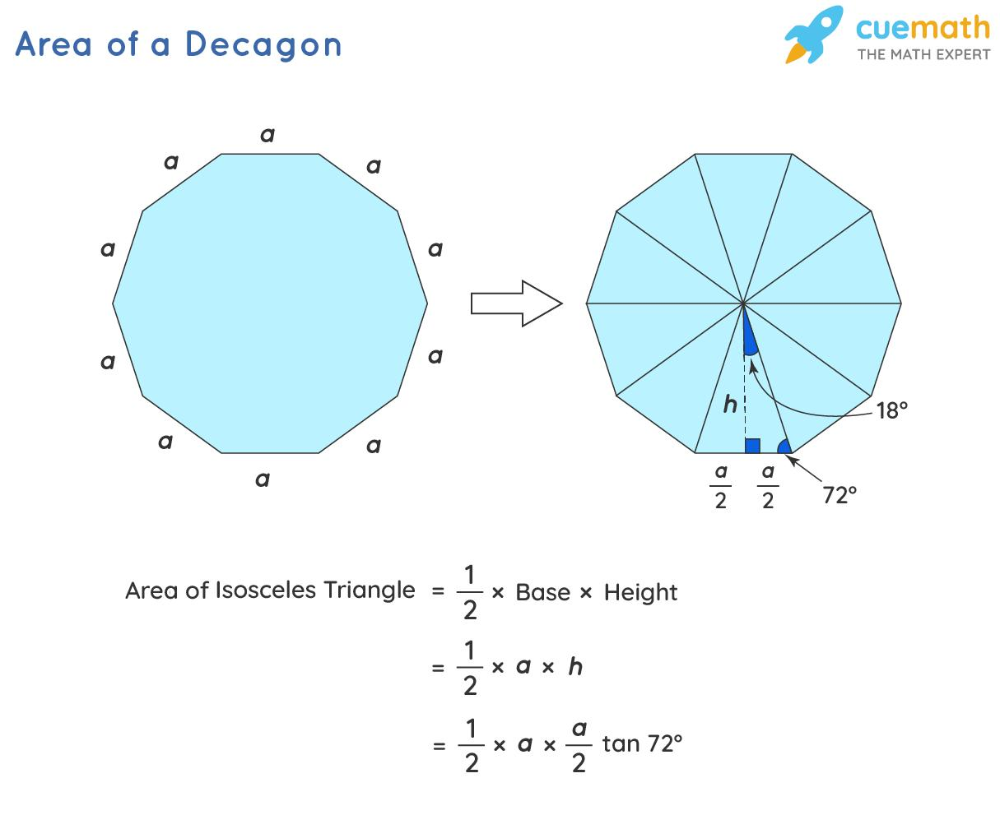 Area of a Decagon
cuemath
THE MATH EXPERT
a
a
a
a
a
a
a
a
a
a
h
18°
a/2 a/2
72°
Area of Isosceles Triangle = 1/2 × Base × Height
= 1/2 × a × h
= 1/2 × a × a/2 tan 72°